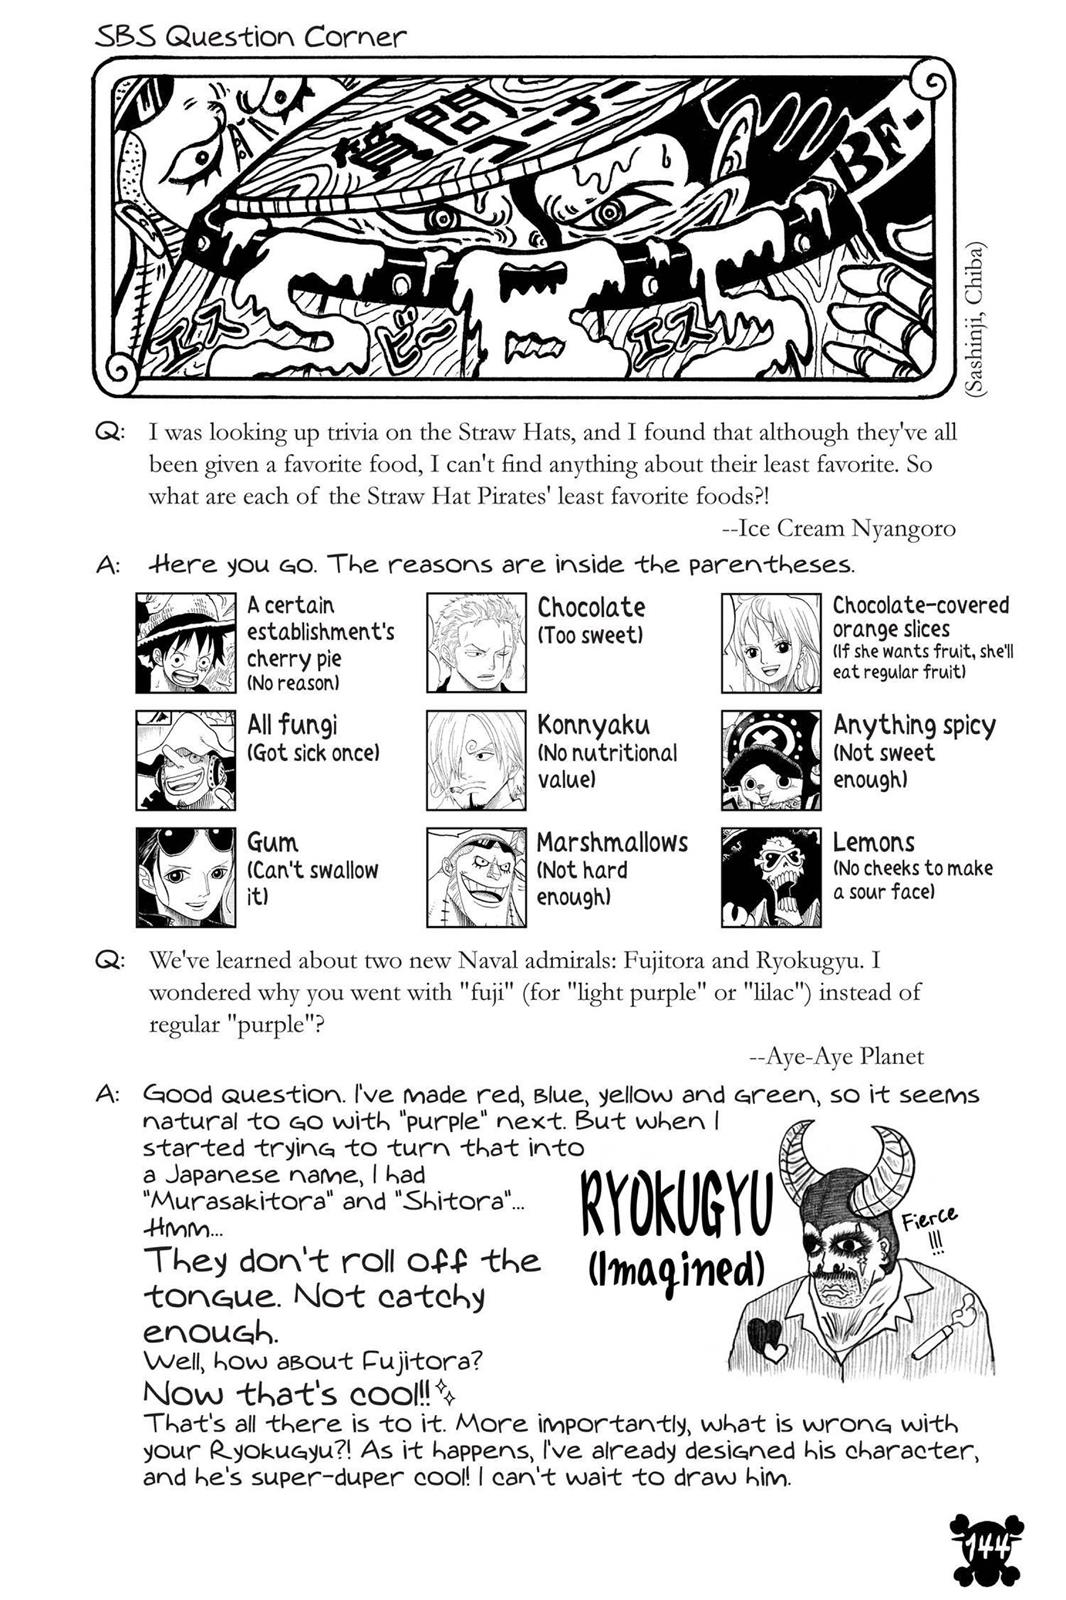 SBS Question Corner
質問
コーナー
BF-
SBS
エス
ビー
エス
(Sashinji, Chiba)
Q: I was looking up trivia on the Straw Hats, and I found that although they've all
been given a favorite food, I can't find anything about their least favorite. So
what are each of the Straw Hat Pirates' least favorite foods?!
--Ice Cream Nyangoro
A: Here you go. The reasons are inside the parentheses.
A certain
establishment's
cherry pie
(No reason)
Chocolate
(Too sweet)
Chocolate-covered
orange slices
(If she wants fruit, she'll
eat regular fruit)
All fungi
(Got sick once)
Konnyaku
(No nutritional
value)
Anything spicy
(Not sweet
enough)
Gum
(Can't swallow
it)
Marshmallows
(Not hard
enough)
Lemons
(No cheeks to make
a sour face)
Q: We've learned about two new Naval admirals: Fujitora and Ryokugyu. I
wondered why you went with "fuji" (for "light purple" or "lilac") instead of
regular "purple"?
--Aye-Aye Planet
A: Good question. I've made red, blue, yellow and green, so it seems
natural to go with "purple" next. But when I
started trying to turn that into
a Japanese name, I had
"Murasakitora" and "Shitora"...
Hmm...
They don't roll off the
tongue. Not catchy
enough.
Well, how about Fujitora?
Now that's cool!!
RYOKUGYU
(Imagined)
Fierce
!!!
That's all there is to it. More importantly, what is wrong with
your Ryokugyu?! As it happens, I've already designed his character,
and he's super-duper cool! I can't wait to draw him.
144